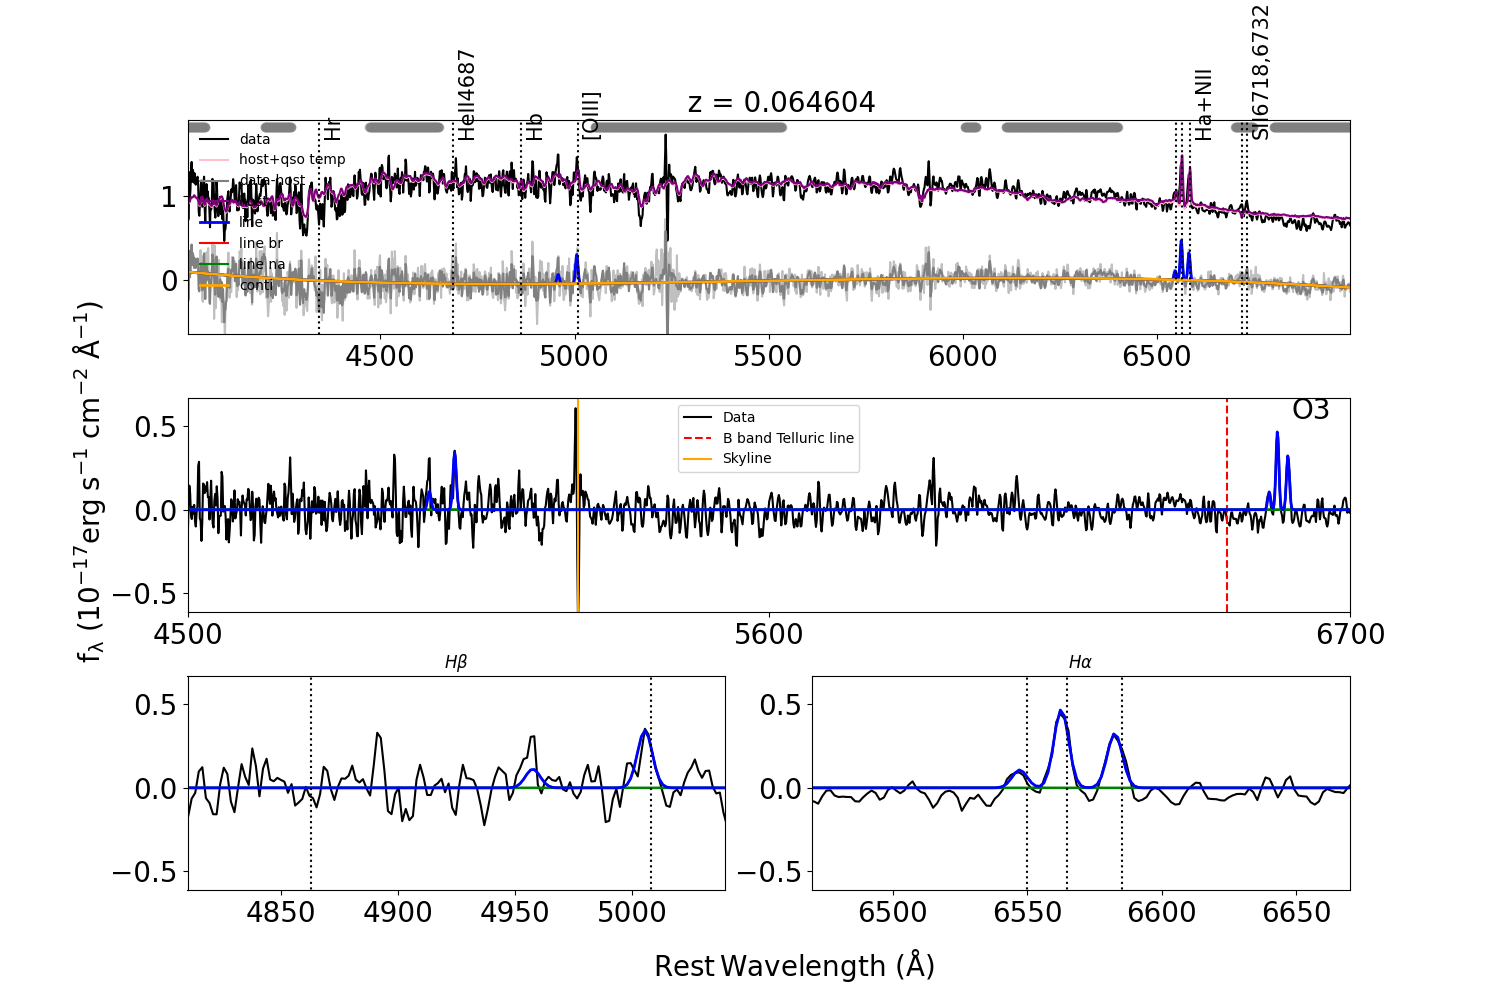 z = 0.064604
Hr
HeII4687
Hb
[OIII]
Ha+NII
SII6718,6732
data
host+qso temp
data-host
line
line br
line na
conti
1
0
4500 5000 5500 6000 6500
fλ (10⁻¹⁷erg s⁻¹ cm⁻² Å⁻¹)
O3
Data
B band Telluric line
Skyline
0.5
0.0
−0.5
4500 5600 6700
Hβ
0.5
0.0
−0.5
4850 4900 4950 5000
Hα
0.5
0.0
−0.5
6500 6550 6600 6650
Rest Wavelength (Å)